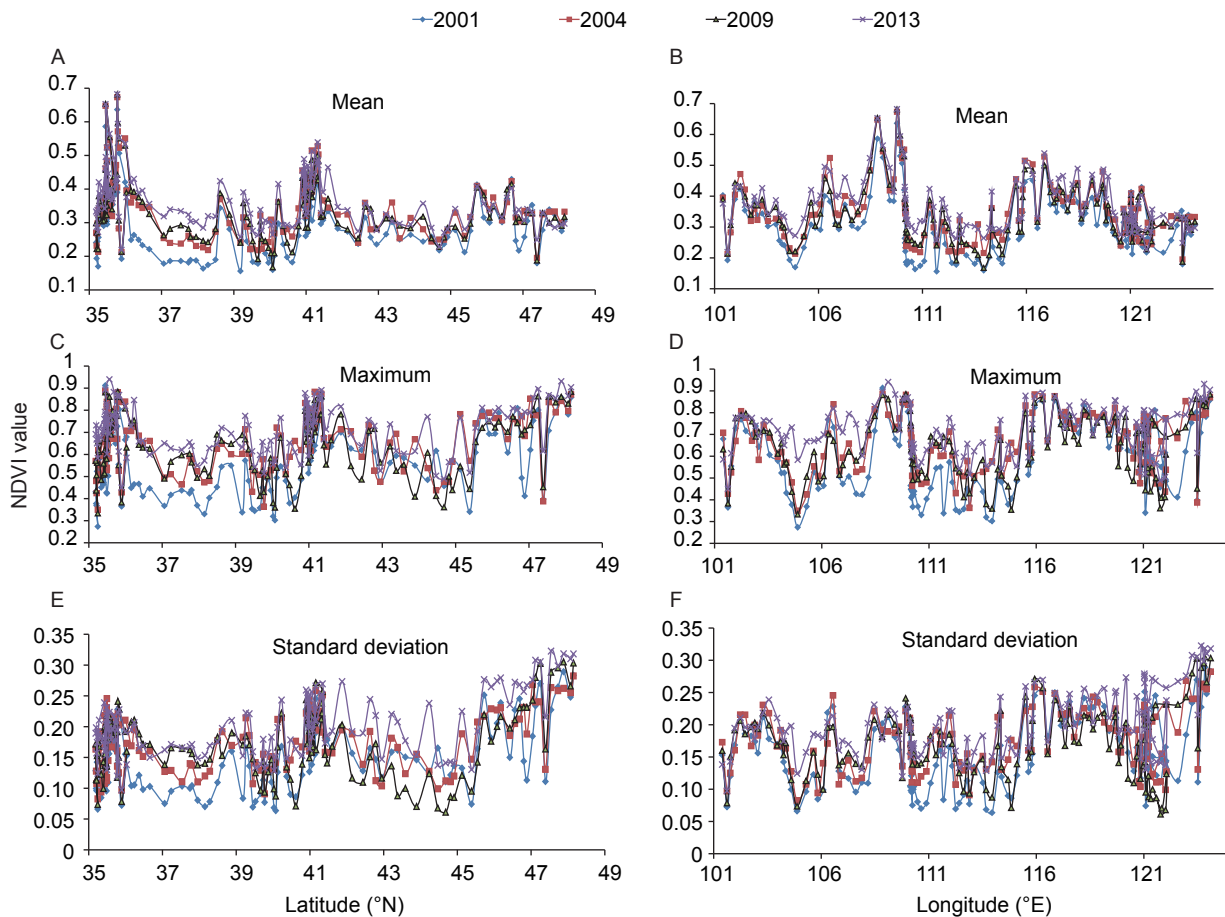 2001 2004 2009 2013
A
Mean
0.7
0.6
0.5
0.4
0.3
0.2
0.1
35 37 39 41 43 45 47 49
B
Mean
0.7
0.6
0.5
0.4
0.3
0.2
0.1
101 106 111 116 121
NDVI value
C
Maximum
1
0.9
0.8
0.7
0.6
0.5
0.4
0.3
0.2
35 37 39 41 43 45 47 49
D
Maximum
1
0.9
0.8
0.7
0.6
0.5
0.4
0.3
0.2
101 106 111 116 121
E
Standard deviation
0.35
0.30
0.25
0.20
0.15
0.10
0.05
0
35 37 39 41 43 45 47 49
Latitude (°N)
F
Standard deviation
0.35
0.30
0.25
0.20
0.15
0.10
0.05
0
101 106 111 116 121
Longitude (°E)